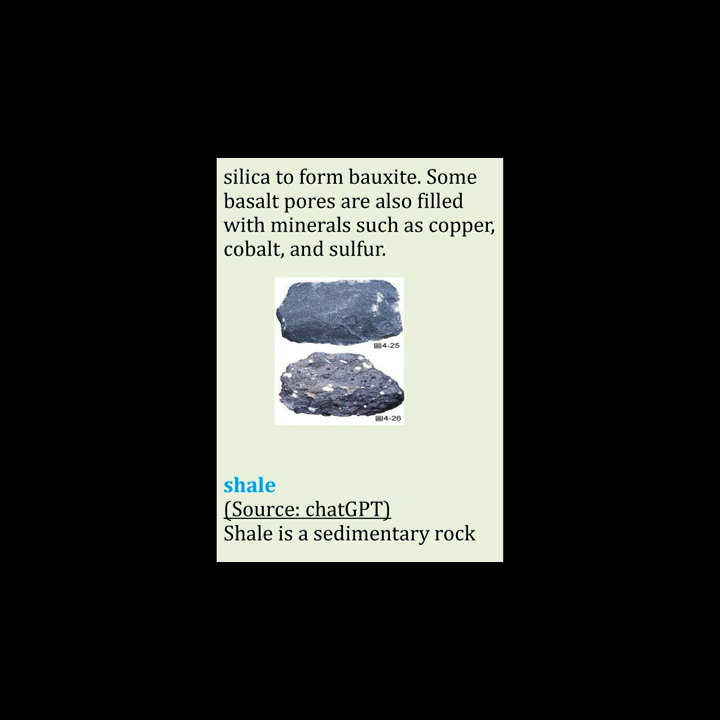 silica to form bauxite. Some
basalt pores are also filled
with minerals such as copper,
cobalt, and sulfur.
圖4-25
圖4-26
shale
(Source: chatGPT)
Shale is a sedimentary rock